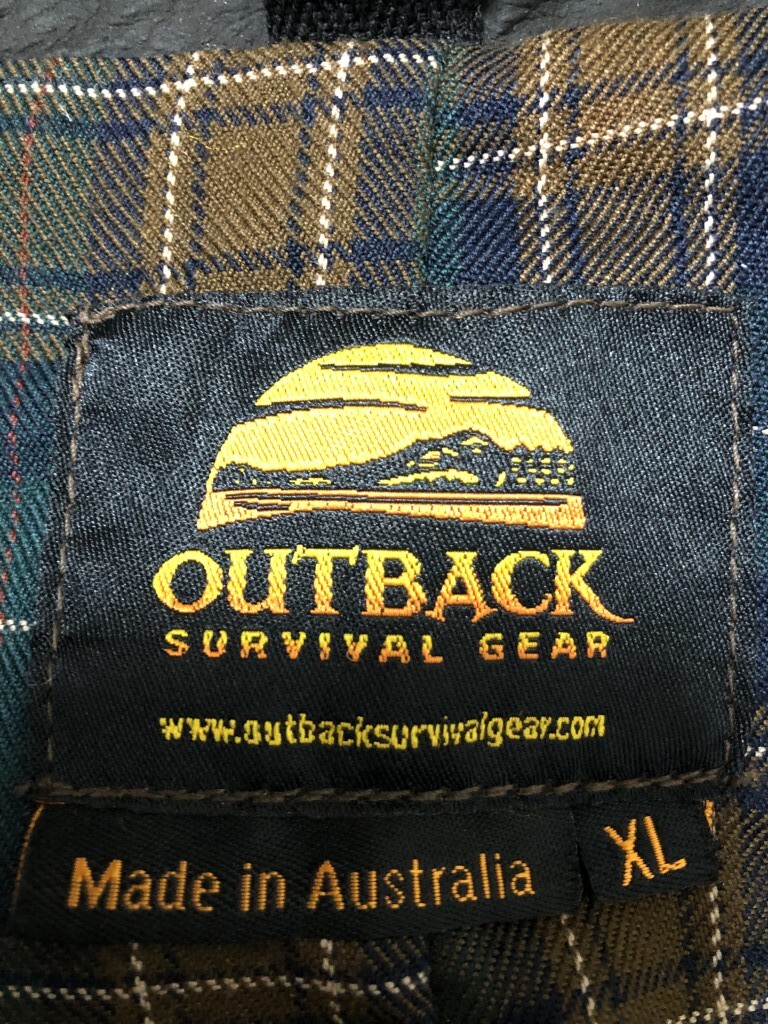 OUTBACK
SURVIVAL GEAR
www.outbacksurvivalgear.com
Made in Australia
XL